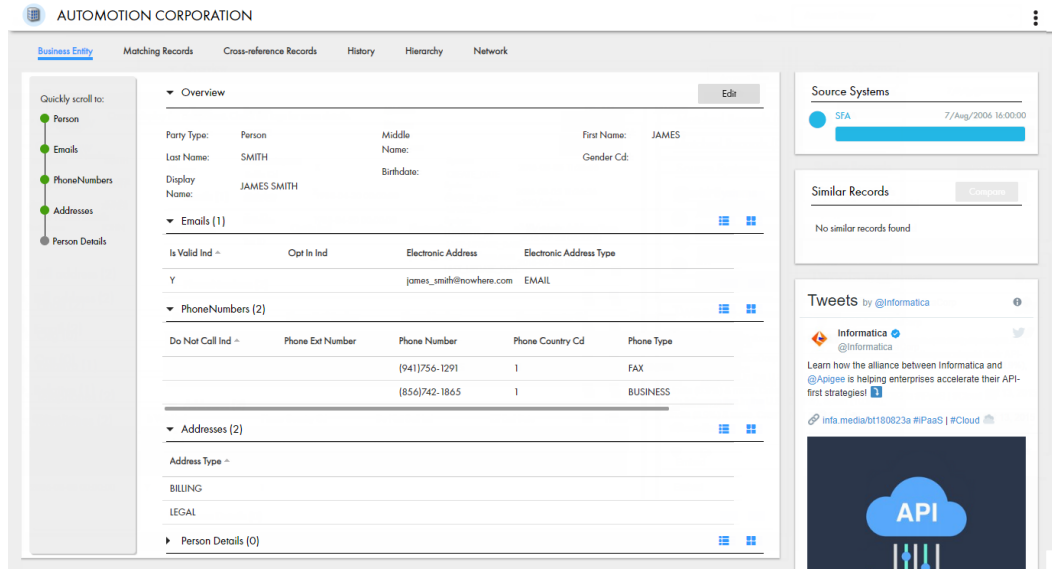 AUTOMOTION CORPORATION
Business Entity Matching Records Cross-reference Records History Hierarchy Network
Quickly scroll to:
Person
Emails
PhoneNumbers
Addresses
Person Details
Overview Edit
Party Type: Person Middle Name: First Name: JAMES
Last Name: SMITH Birthdate: Gender Cd:
Display Name: JAMES SMITH
Emails (1)
Is Valid Ind Opt In Ind Electronic Address Electronic Address Type
Y james_smith@nowhere.com EMAIL
PhoneNumbers (2)
Do Not Call Ind Phone Ext Number Phone Number Phone Country Cd Phone Type
(941)756-1291 1 FAX
(856)742-1865 1 BUSINESS
Addresses (2)
Address Type
BILLING
LEGAL
Person Details (0)
Source Systems
SFA 7/Aug/2006 16:00:00
Similar Records Compare
No similar records found
Tweets by @Informatica
Informatica
@Informatica
Learn how the alliance between Informatica and
@Apigee is helping enterprises accelerate their API-
first strategies!
infa.media/bt180823a #iPaaS | #Cloud
API